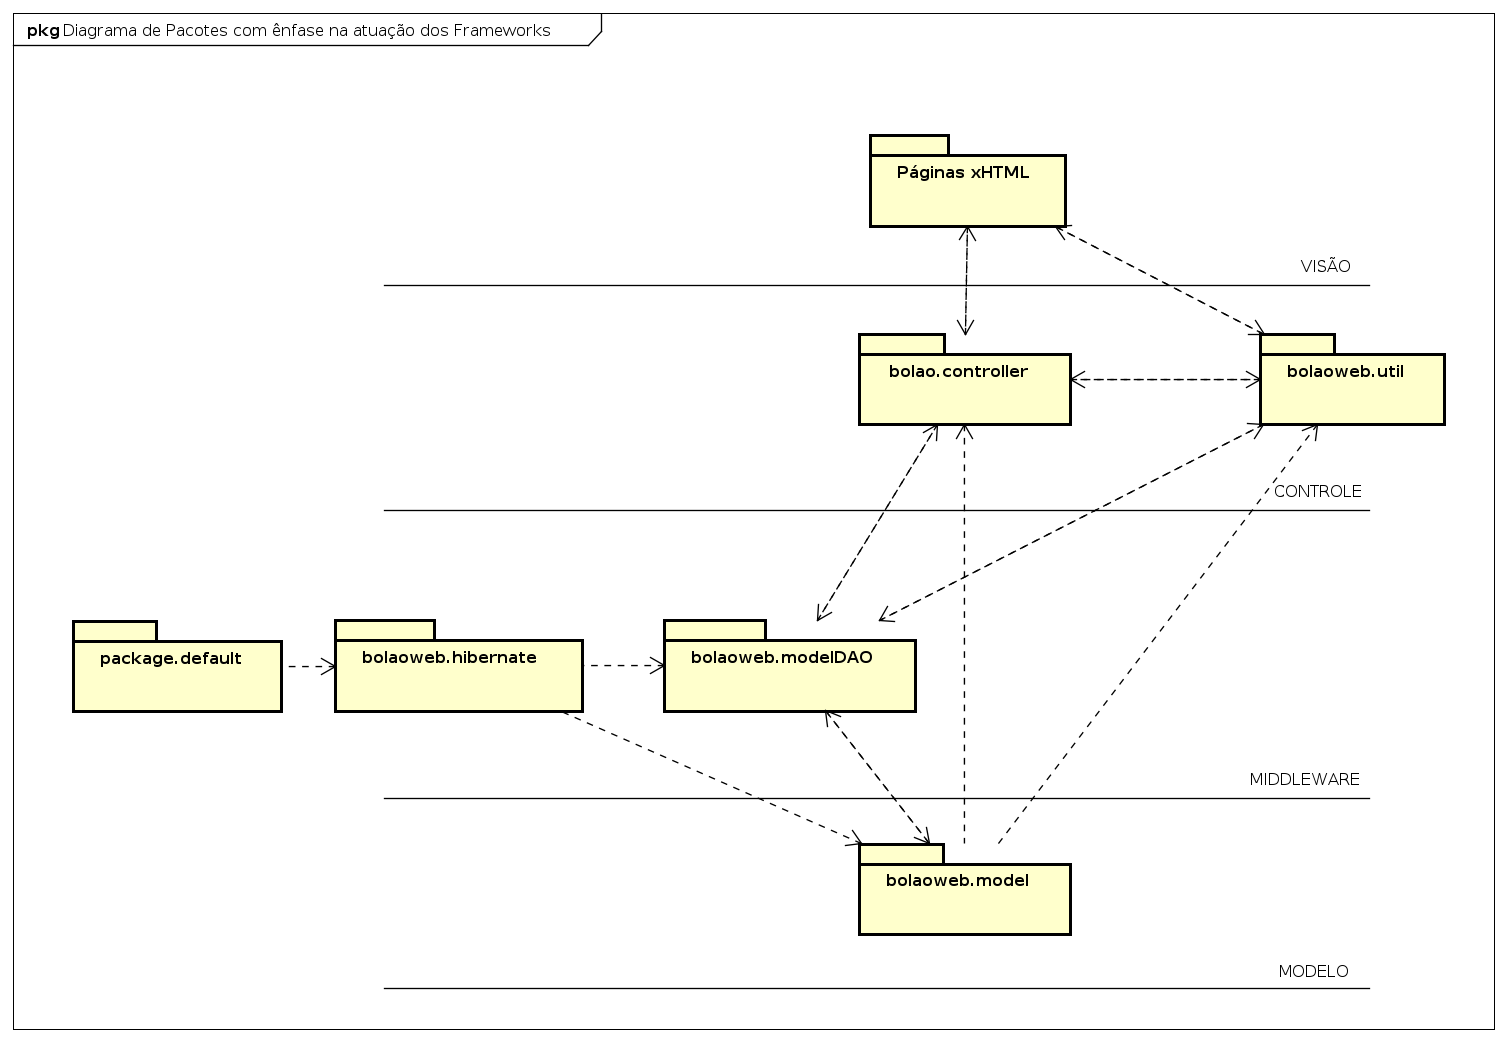 pkg Diagrama de Pacotes com ênfase na atuação dos Frameworks
Páginas xHTML
VISÃO
bolao.controller
bolaoweb.util
CONTROLE
package.default
bolaoweb.hibernate
bolaoweb.modelDAO
MIDDLEWARE
bolaoweb.model
MODELO